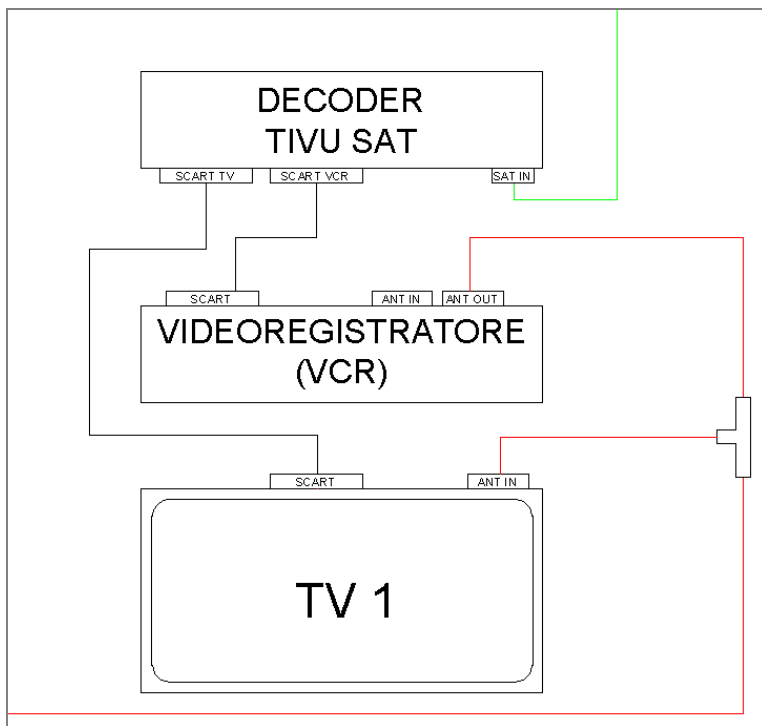 DECODER
TIVU SAT
SCART TV
SCART VCR
SAT IN
SCART
ANT IN
ANT OUT
VIDEOREGISTRATORE
(VCR)
SCART
ANT IN
TV 1